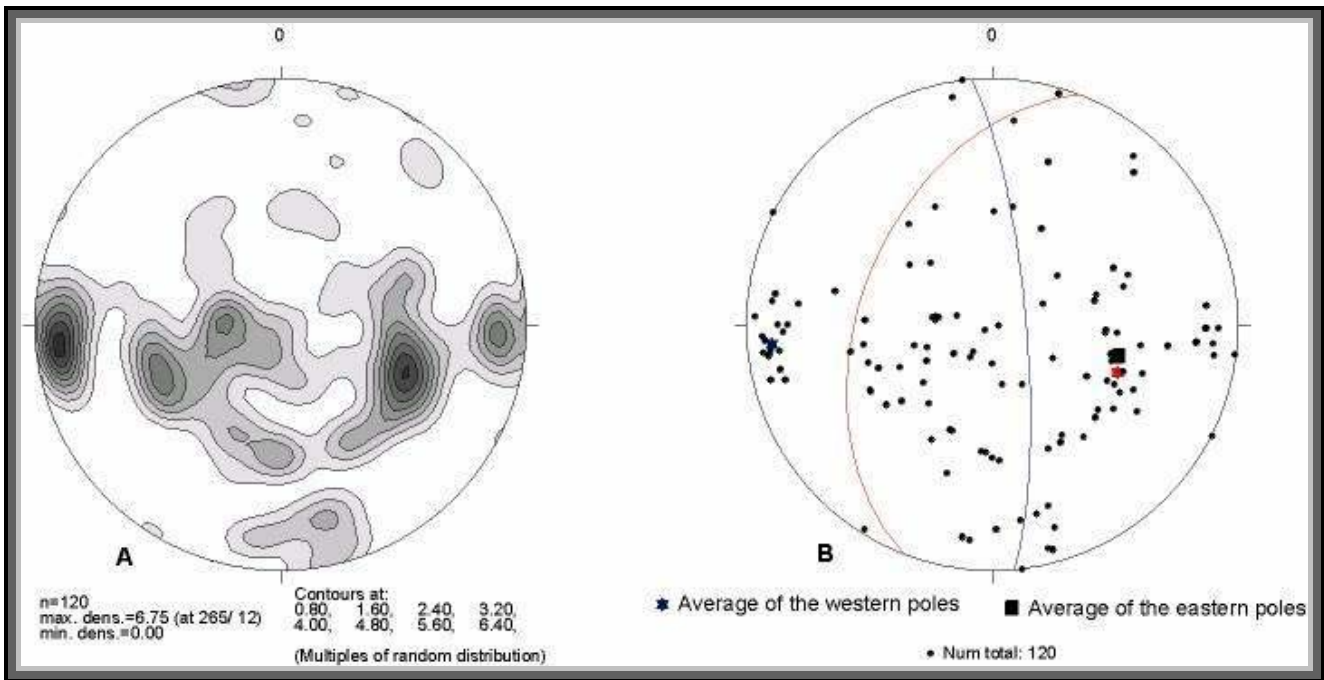 0
0
A
B
n=120
max. dens.=6.75 (at 265/ 12)
min. dens.=0.00
Contours at:
0.80, 1.60, 2.40, 3.20,
4.00, 4.80, 5.60, 6.40,
(Multiples of random distribution)
Average of the western poles
Average of the eastern poles
Num total: 120